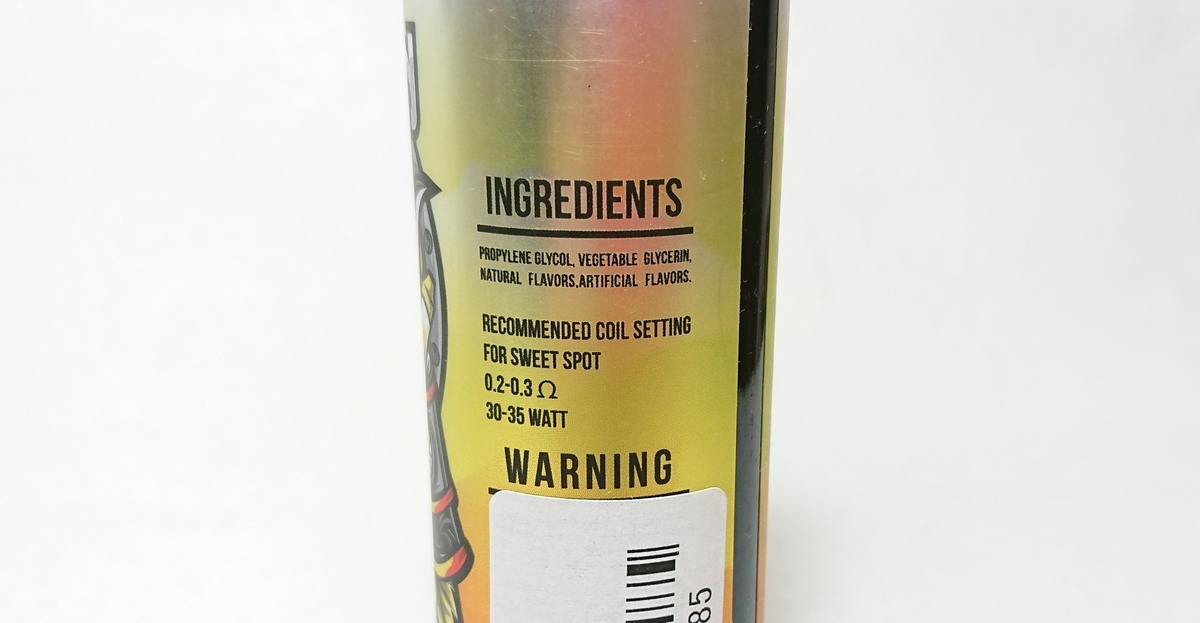 INGREDIENTS
PROPYLENE GLYCOL, VEGETABLE GLYCERIN,
NATURAL FLAVORS,ARTIFICIAL FLAVORS.
RECOMMENDED COIL SETTING
FOR SWEET SPOT
0.2-0.3 Ω
30-35 WATT
WARNING
85